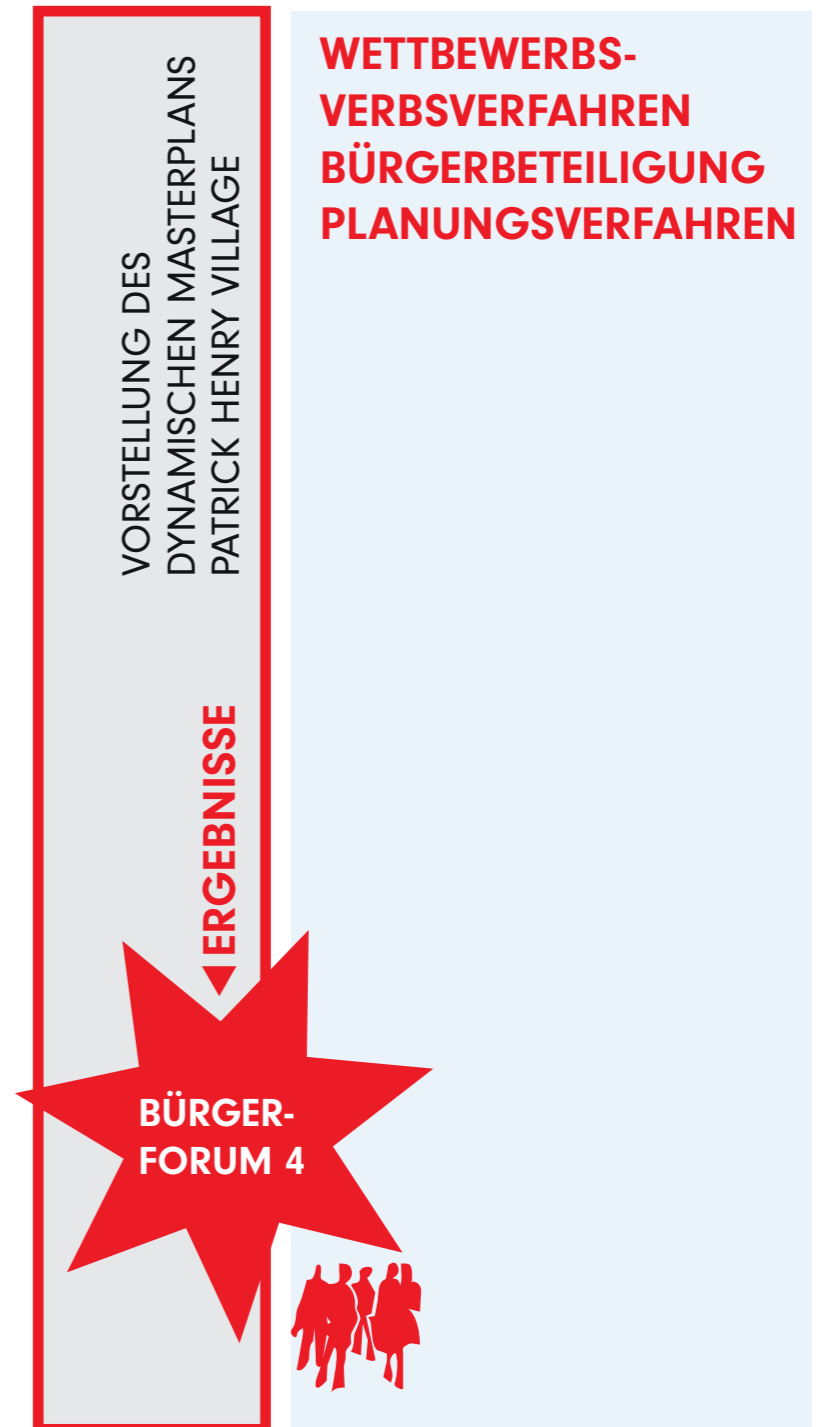 VORSTELLUNG DES
DYNAMISCHEN MASTERPLANS
PATRICK HENRY VILLAGE
ERGEBNISSE
BÜRGER-
FORUM 4
WETTBEWERBS-
VERBSVERFAHREN
BÜRGERBETEILIGUNG
PLANUNGSVERFAHREN